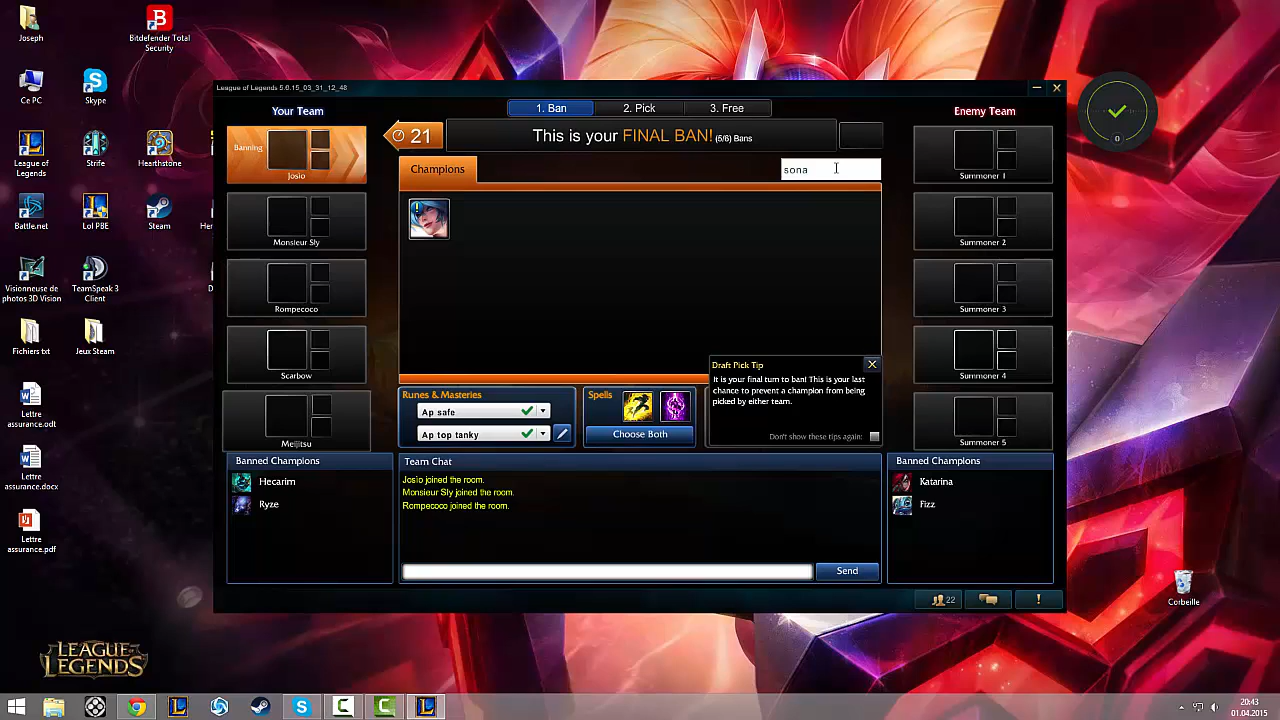 Joseph
Bitdefender Total
Security
Ce PC
Skype
League of
Legends
Strife
Hearthstone
Battle.net
Lol PBE
Steam
Visionneuse
de photos 3D Vision
TeamSpeak 3
Client
Fichiers txt
Jeux Steam
Lettre
assurance.odt
Lettre
assurance.docx
Lettre
assurance.pdf
LEAGUE OF
LEGENDS
League of Legends 5.6.15_03_31_12_48
Your Team
1. Ban
2. Pick
3. Free
Enemy Team
21
This is your FINAL BAN! (5/6) Bans
Banning
Josio
Monsieur Sly
Rompecoco
Scarbow
Meijitsu
Champions
sona
Summoner 1
Summoner 2
Summoner 3
Summoner 4
Summoner 5
Draft Pick Tip
It is your final turn to ban! This is your last
chance to prevent a champion from being
picked by either team.
Don't show these tips again:
Runes & Masteries
Ap safe
Ap top tanky
Spells
Choose Both
Banned Champions
Hecarim
Ryze
Team Chat
Josio joined the room.
Monsieur Sly joined the room.
Rompecoco joined the room.
Send
Banned Champions
Katarina
Fizz
22
0
Corbeille
20:43
01.04.2015